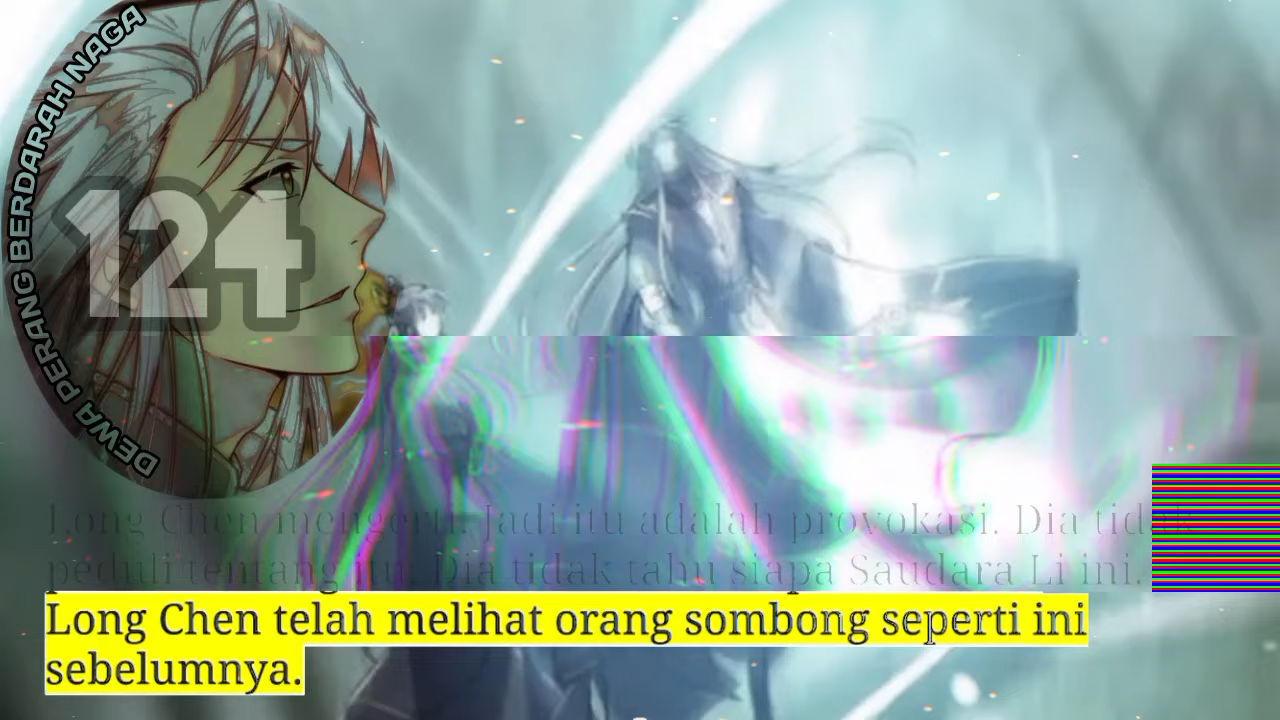 DEWA PERANG BERDARAH NAGA
124
Long Chen mengerti. Jadi itu adalah provokasi. Dia tidak
peduli tentang itu. Dia tidak tahu siapa Saudara Li ini.
Long Chen telah melihat orang sombong seperti ini
sebelumnya.